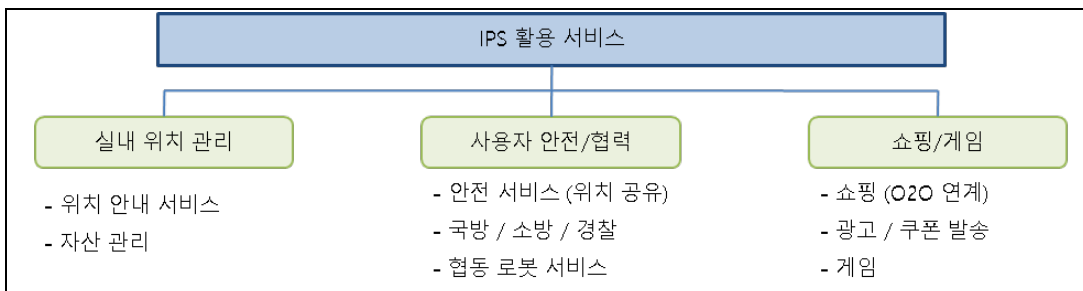 IPS 활용 서비스
실내 위치 관리
- 위치 안내 서비스
- 자산 관리
사용자 안전/협력
- 안전 서비스 (위치 공유)
- 국방 / 소방 / 경찰
- 협동 로봇 서비스
쇼핑/게임
- 쇼핑 (O2O 연계)
- 광고 / 쿠폰 발송
- 게임